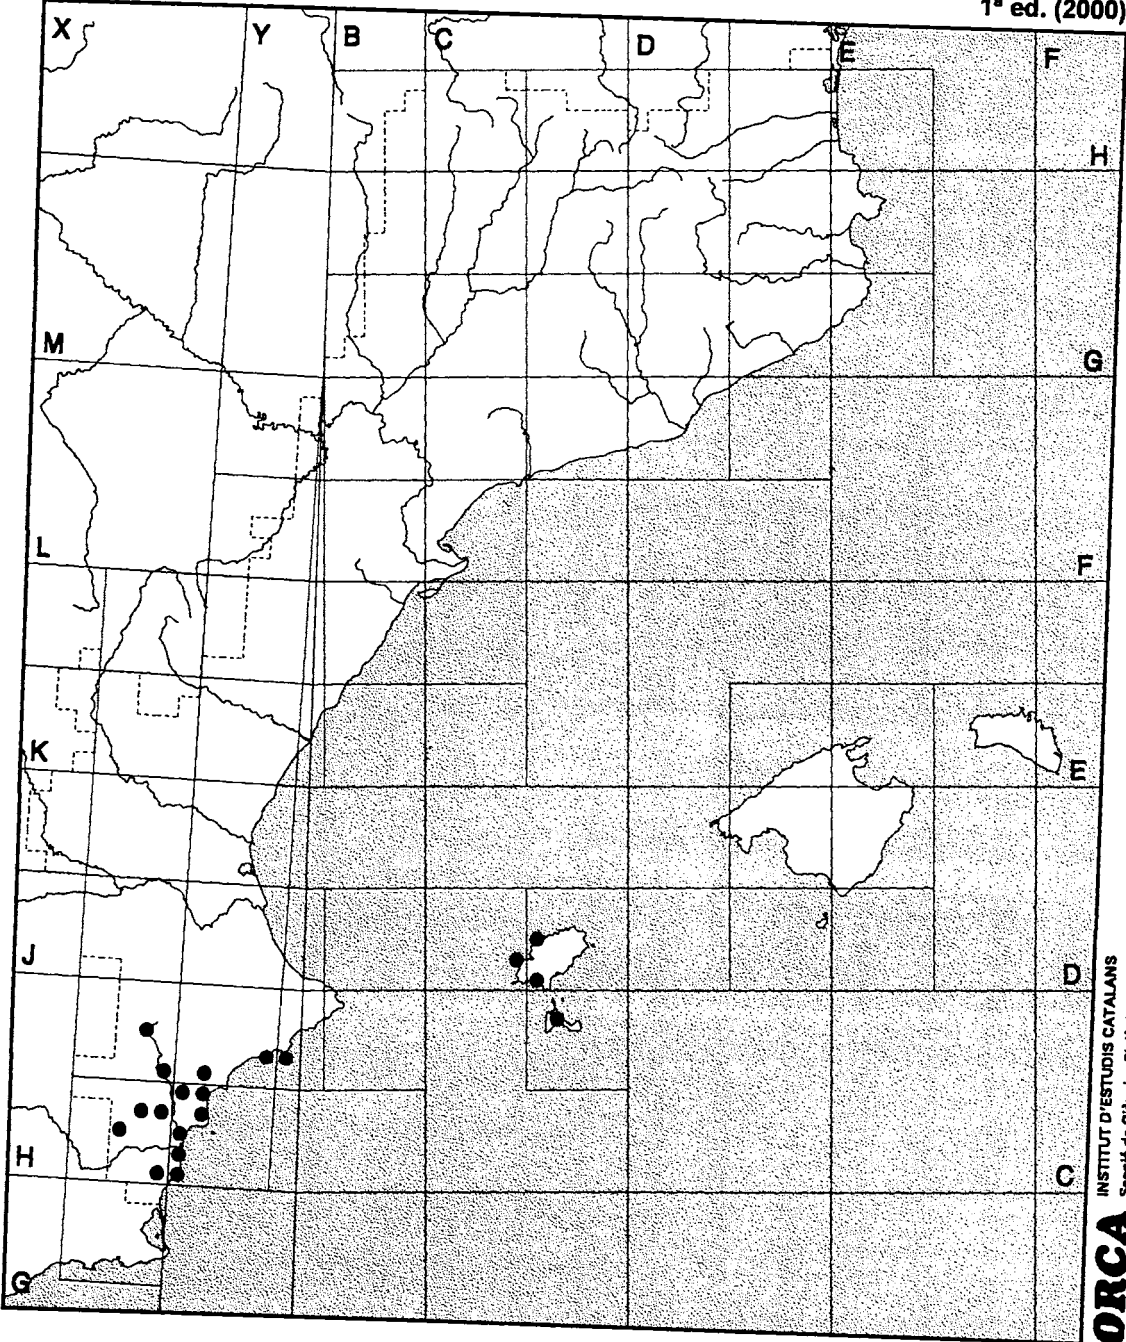 1ª ed. (2000)
X Y B C D E F
H
M G
L F
K E
J D
H C
G
ORCA INSTITUT D'ESTUDIS CATALANS